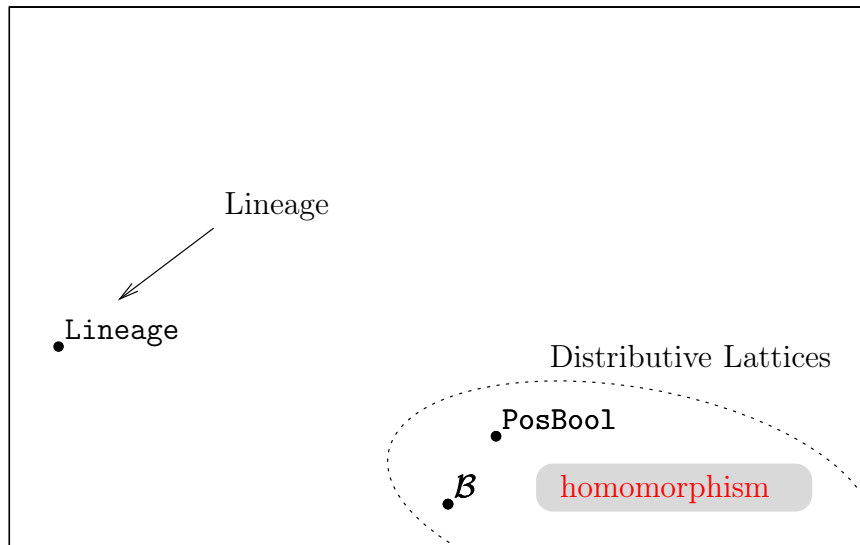 Lineage
Lineage
Distributive Lattices
PosBool
ℬ
homomorphism